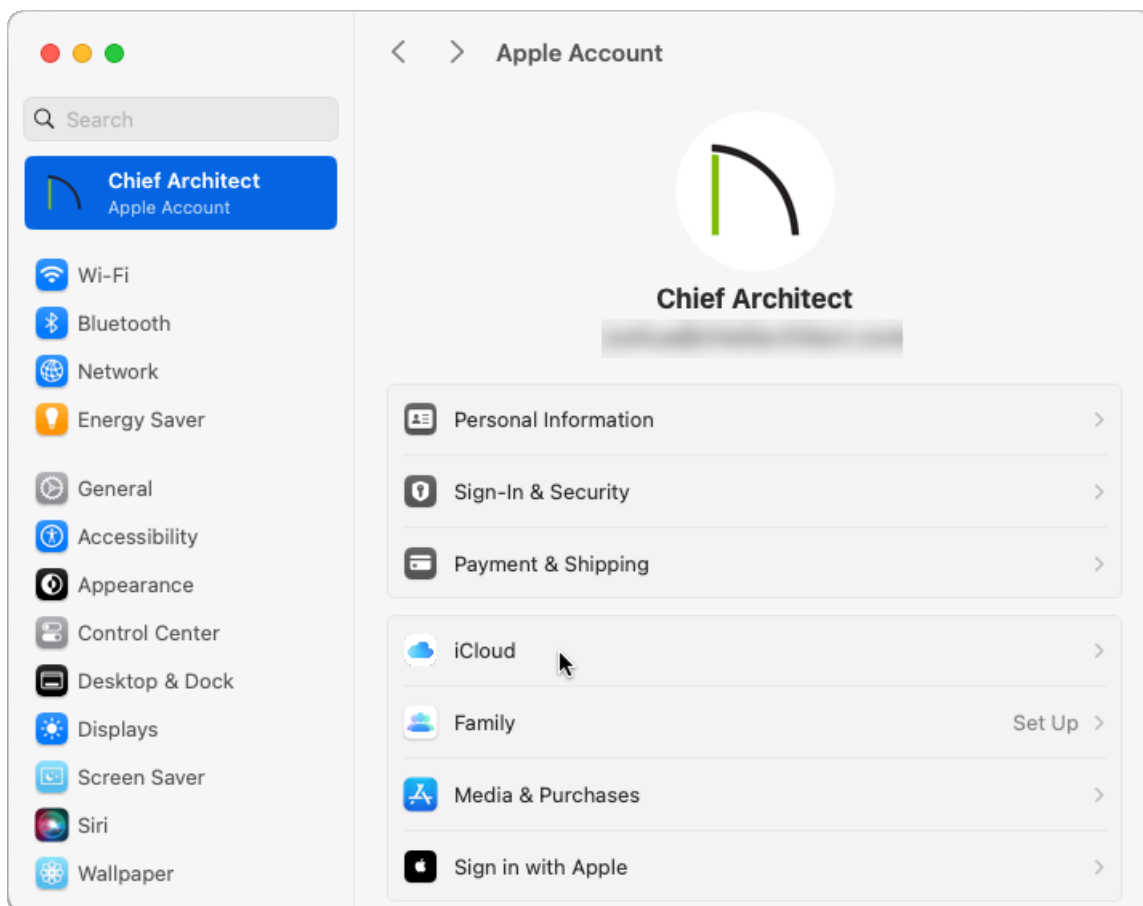 Search
Chief Architect
Apple Account
Wi-Fi
Bluetooth
Network
Energy Saver
General
Accessibility
Appearance
Control Center
Desktop & Dock
Displays
Screen Saver
Siri
Wallpaper
Apple Account
Chief Architect
Personal Information
Sign-In & Security
Payment & Shipping
iCloud
Family Set Up
Media & Purchases
Sign in with Apple